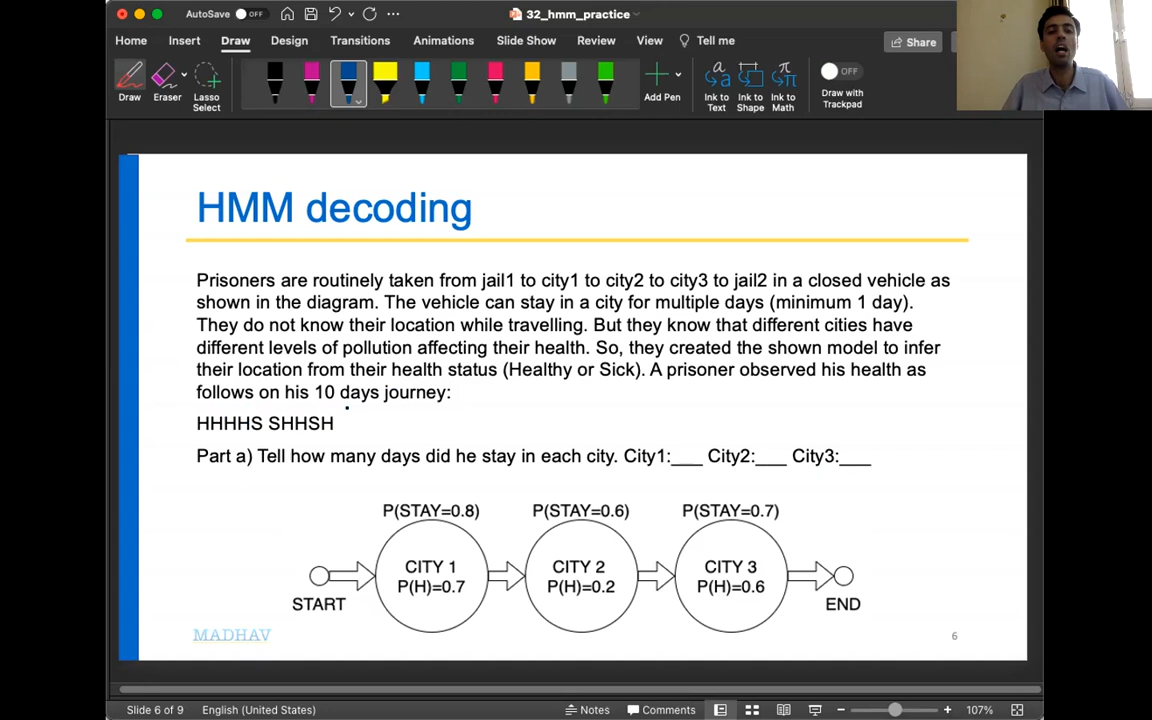 AutoSave OFF 32_hmm_practice
Home Insert Draw Design Transitions Animations Slide Show Review View Tell me Share
Draw Eraser Lasso Select Add Pen Ink to Text Ink to Shape Ink to Math OFF Draw with Trackpad
HMM decoding
Prisoners are routinely taken from jail1 to city1 to city2 to city3 to jail2 in a closed vehicle as
shown in the diagram. The vehicle can stay in a city for multiple days (minimum 1 day).
They do not know their location while travelling. But they know that different cities have
different levels of pollution affecting their health. So, they created the shown model to infer
their location from their health status (Healthy or Sick). A prisoner observed his health as
follows on his 10 days journey:
HHHHS SHHSH
Part a) Tell how many days did he stay in each city. City1:___ City2:___ City3:___
P(STAY=0.8) P(STAY=0.6) P(STAY=0.7)
CITY 1 CITY 2 CITY 3
P(H)=0.7 P(H)=0.2 P(H)=0.6
START END
MADHAV 6
Slide 6 of 9 English (United States) Notes Comments 107%